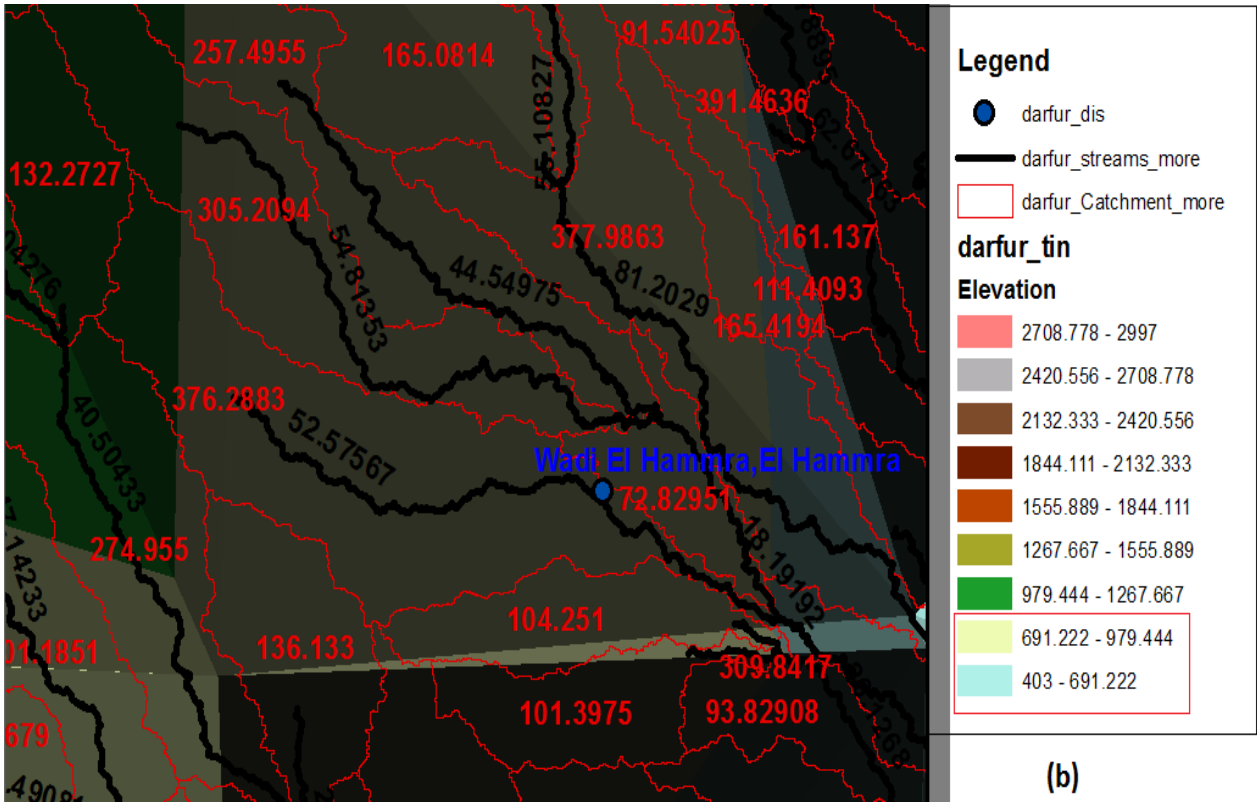 257.4955
165.0814
91.54025
391.4636
55.10827
132.2727
305.2094
54.81353
44.54975
377.9863
81.2029
161.137
111.4093
165.4194
376.2883
52.57567
40.50433
Wadi El Hammra,El Hammra
72.82951
18.19192
274.955
104.251
136.133
309.8417
101.3975
93.82908
Legend
darfur_dis
darfur_streams_more
darfur_Catchment_more
darfur_tin
Elevation
2708.778 - 2997
2420.556 - 2708.778
2132.333 - 2420.556
1844.111 - 2132.333
1555.889 - 1844.111
1267.667 - 1555.889
979.444 - 1267.667
691.222 - 979.444
403 - 691.222
(b)